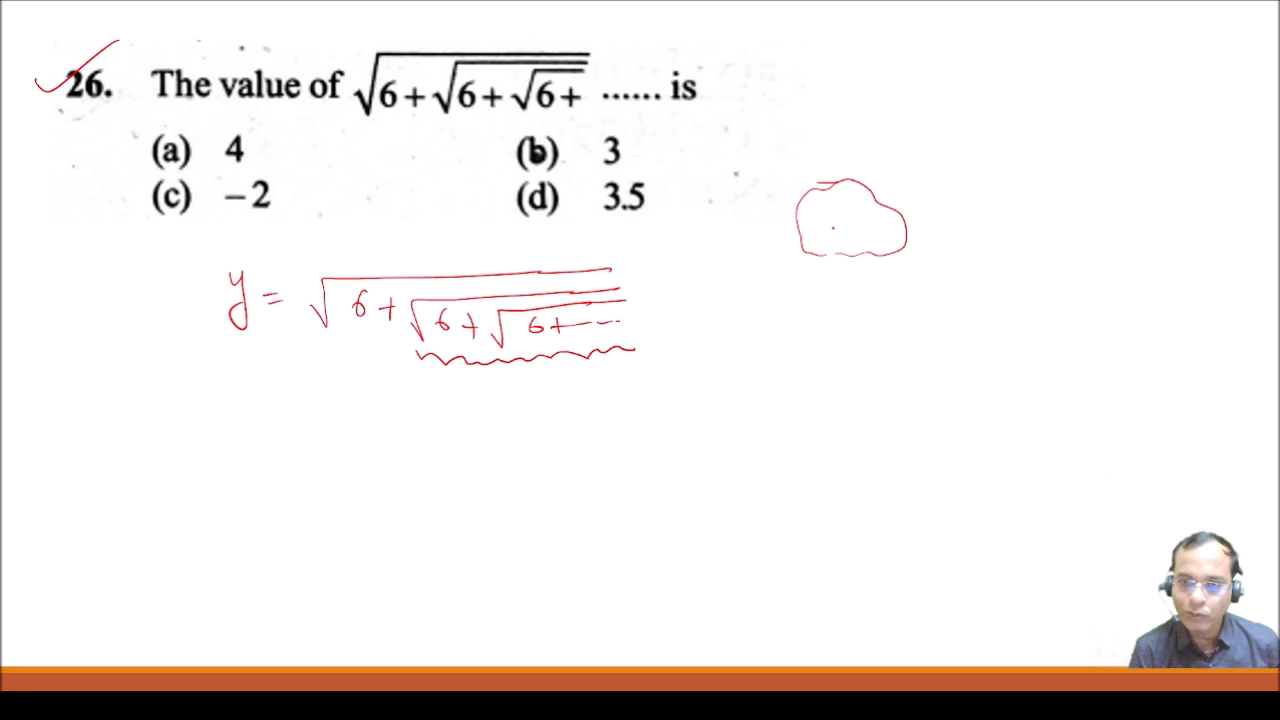 26. The value of √6+√6+√6+ ...... is
(a) 4 (b) 3
(c) –2 (d) 3.5
y = √6+√6+√6+---